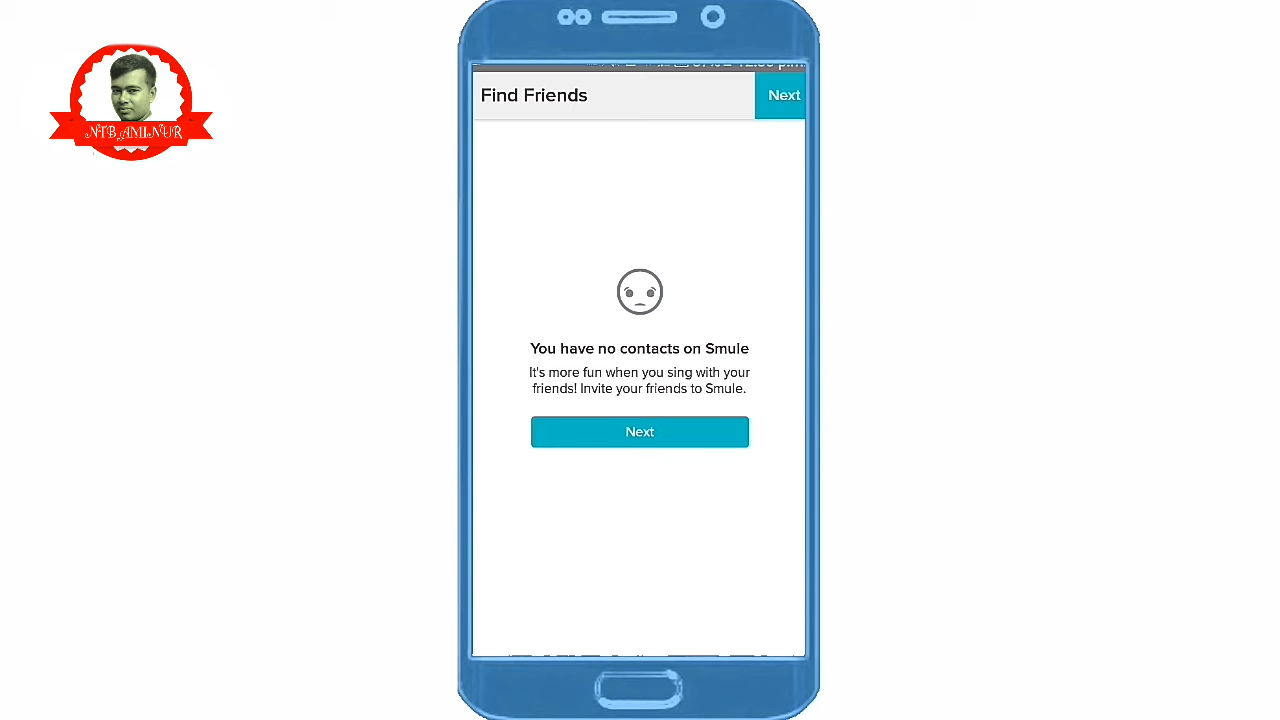 NTB AMINUR
Find Friends
Next
You have no contacts on Smule
It's more fun when you sing with your
friends! Invite your friends to Smule.
Next